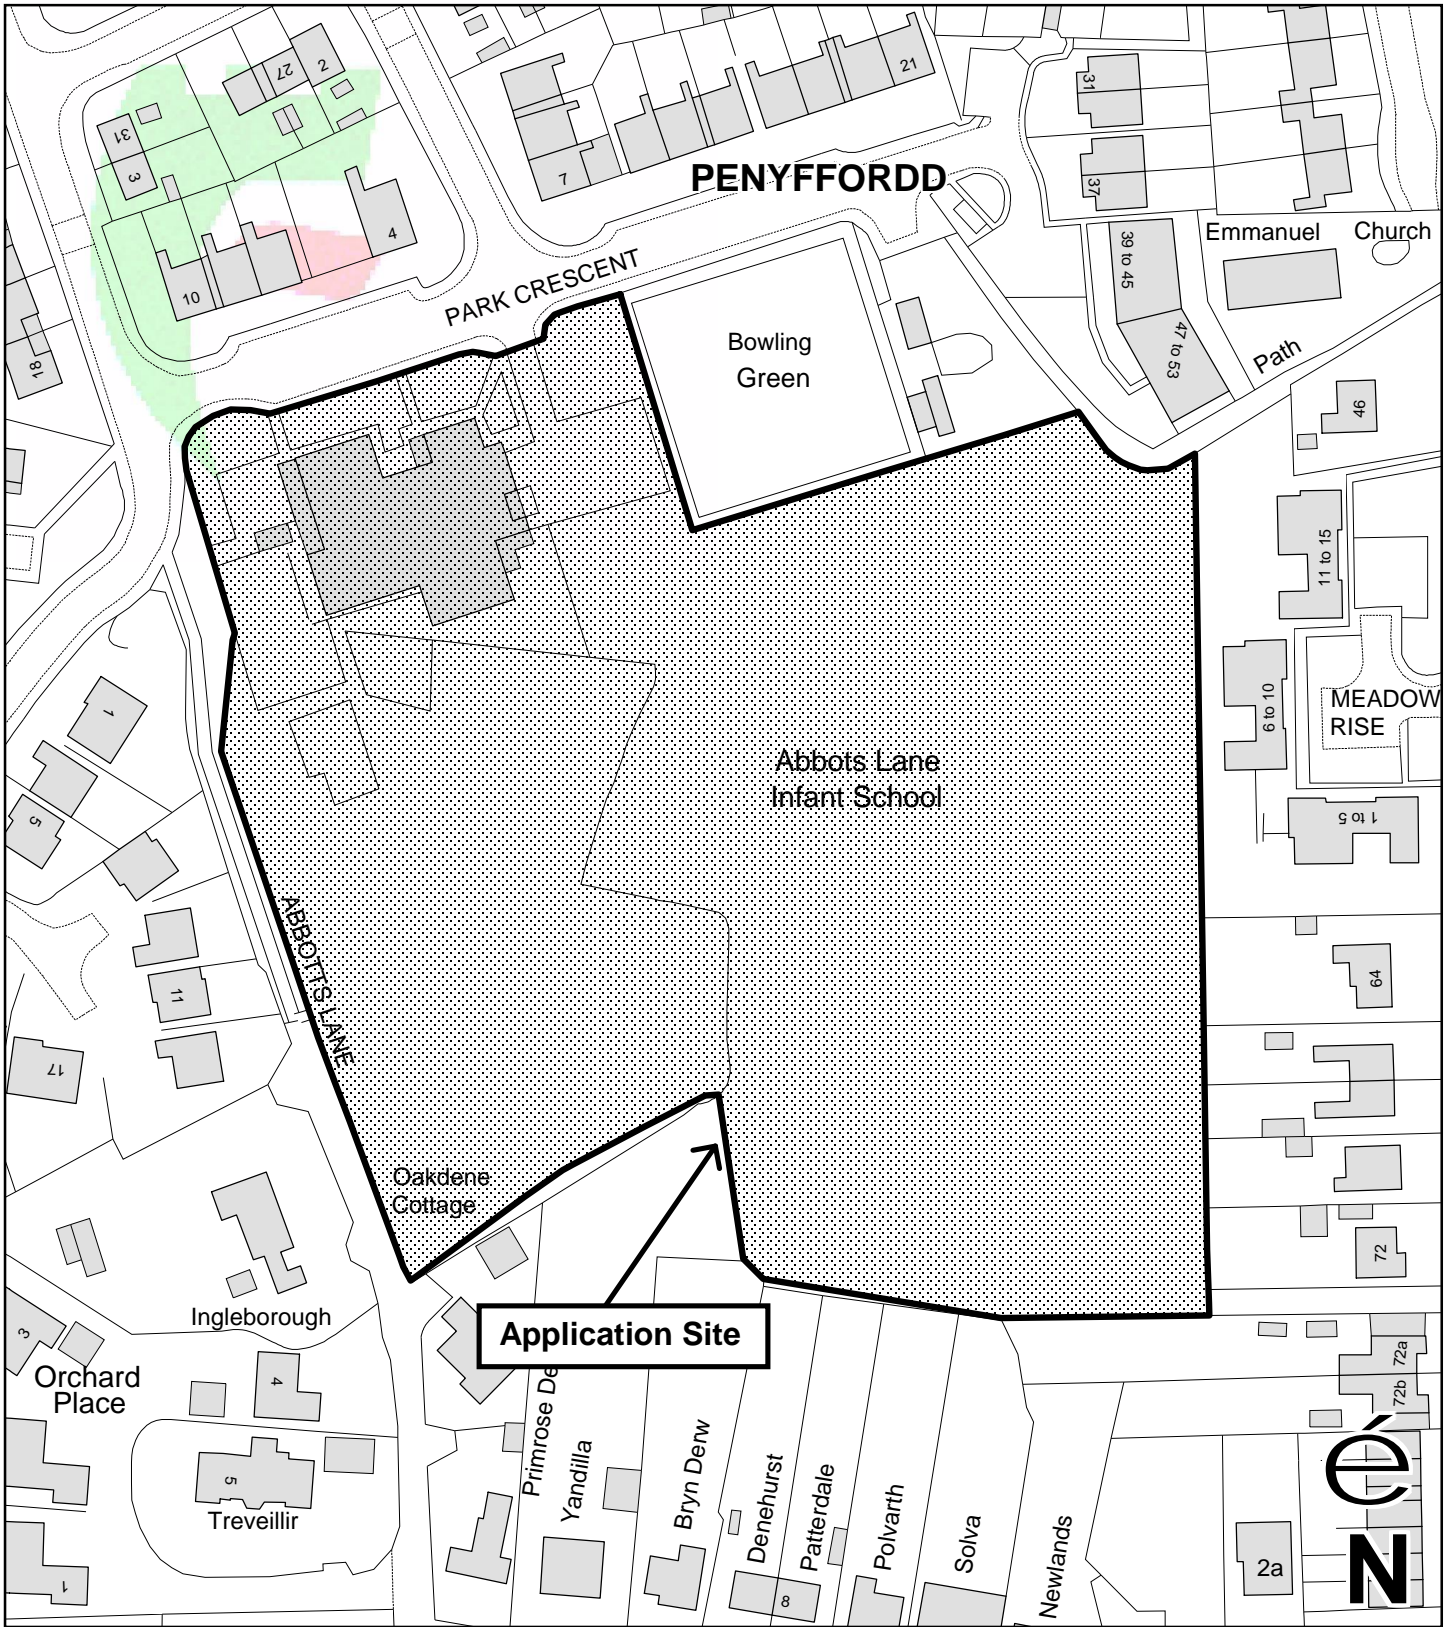 27
2
21
31
31
3
7
PENYFFORDD
37
4
39 to 45
Emmanuel Church
10
PARK CRESCENT
18
Bowling
Green
47 to 53
Path
46
11 to 15
1
6 to 10
MEADOW
RISE
Abbots Lane
Infant School
5
1 to 5
ABBOTTS LANE
11
64
17
Oakdene
Cottage
72
Ingleborough
3
Application Site
72a
Orchard
Place
4
Primrose De
72b
Yandilla
Bryn Derw
Denehurst
Patterdale
Polvarth
Solva
Newlands
5
Treveillir
é
N
2a
1
8